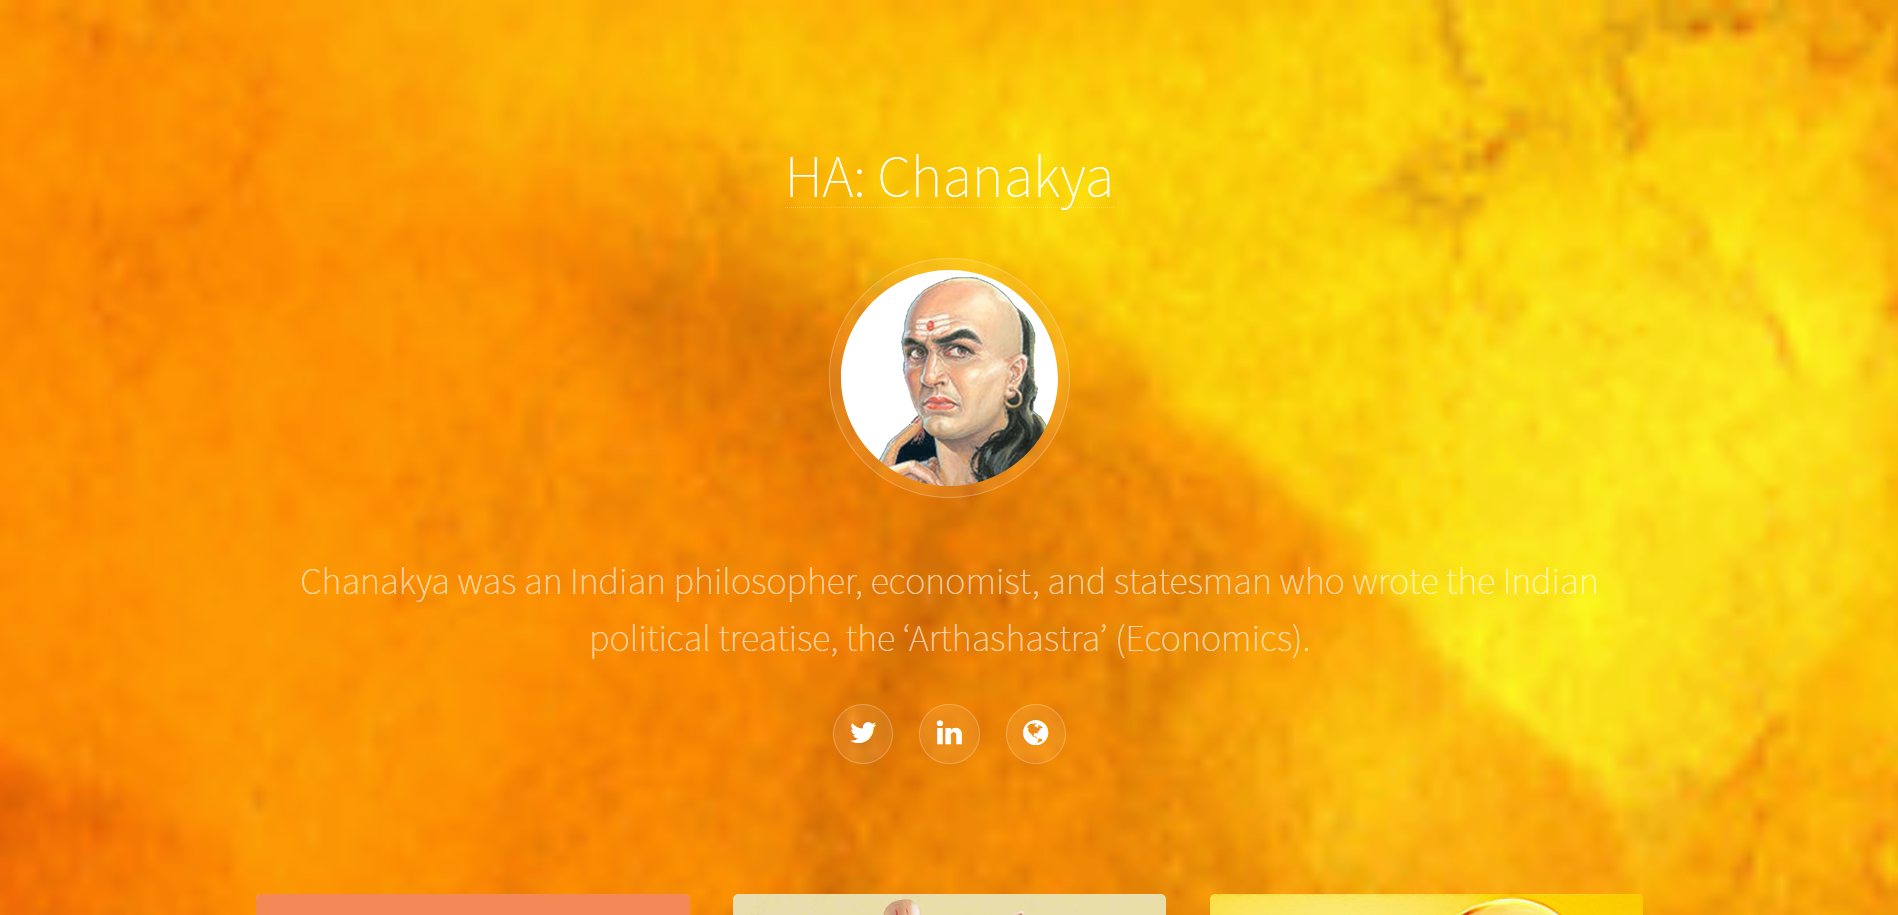 HA: Chanakya
Chanakya was an Indian philosopher, economist, and statesman who wrote the Indian
political treatise, the ‘Arthashastra’ (Economics).